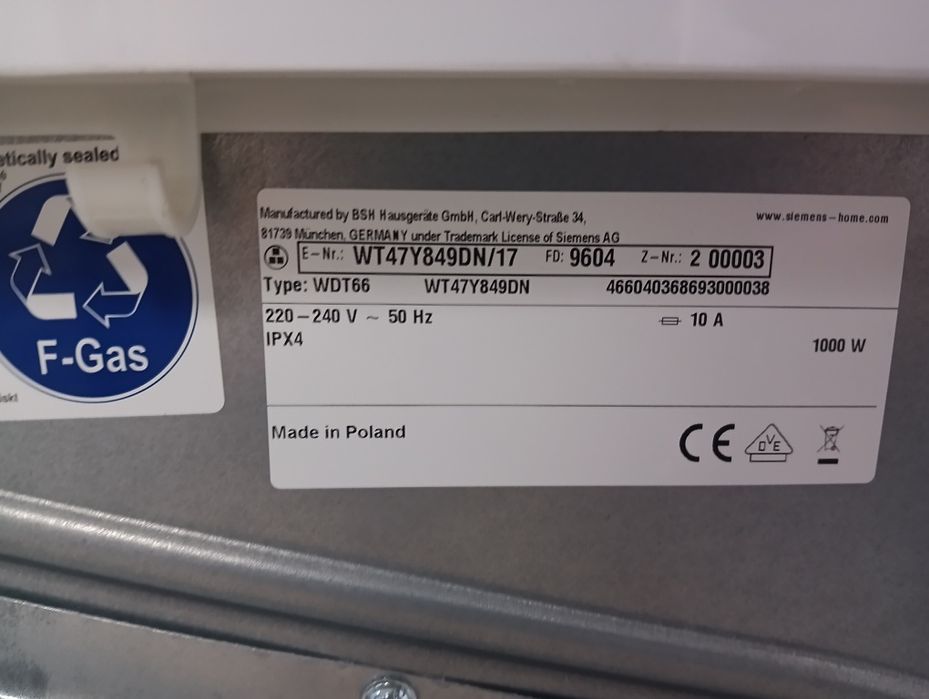 etically sealed
F-Gas
Manufactured by BSH Hausgeräte GmbH, Carl-Wery-Straße 34,
www.siemens-home.com
81739 München, GERMANY under Trademark License of Siemens AG
E-Nr.: WT47Y849DN/17 FD: 9604 Z-Nr.: 2 00003
Type: WDT66 WT47Y849DN 466040368693000038
220-240 V ~ 50 Hz 10 A
IPX4 1000 W
Made in Poland
CE DVE